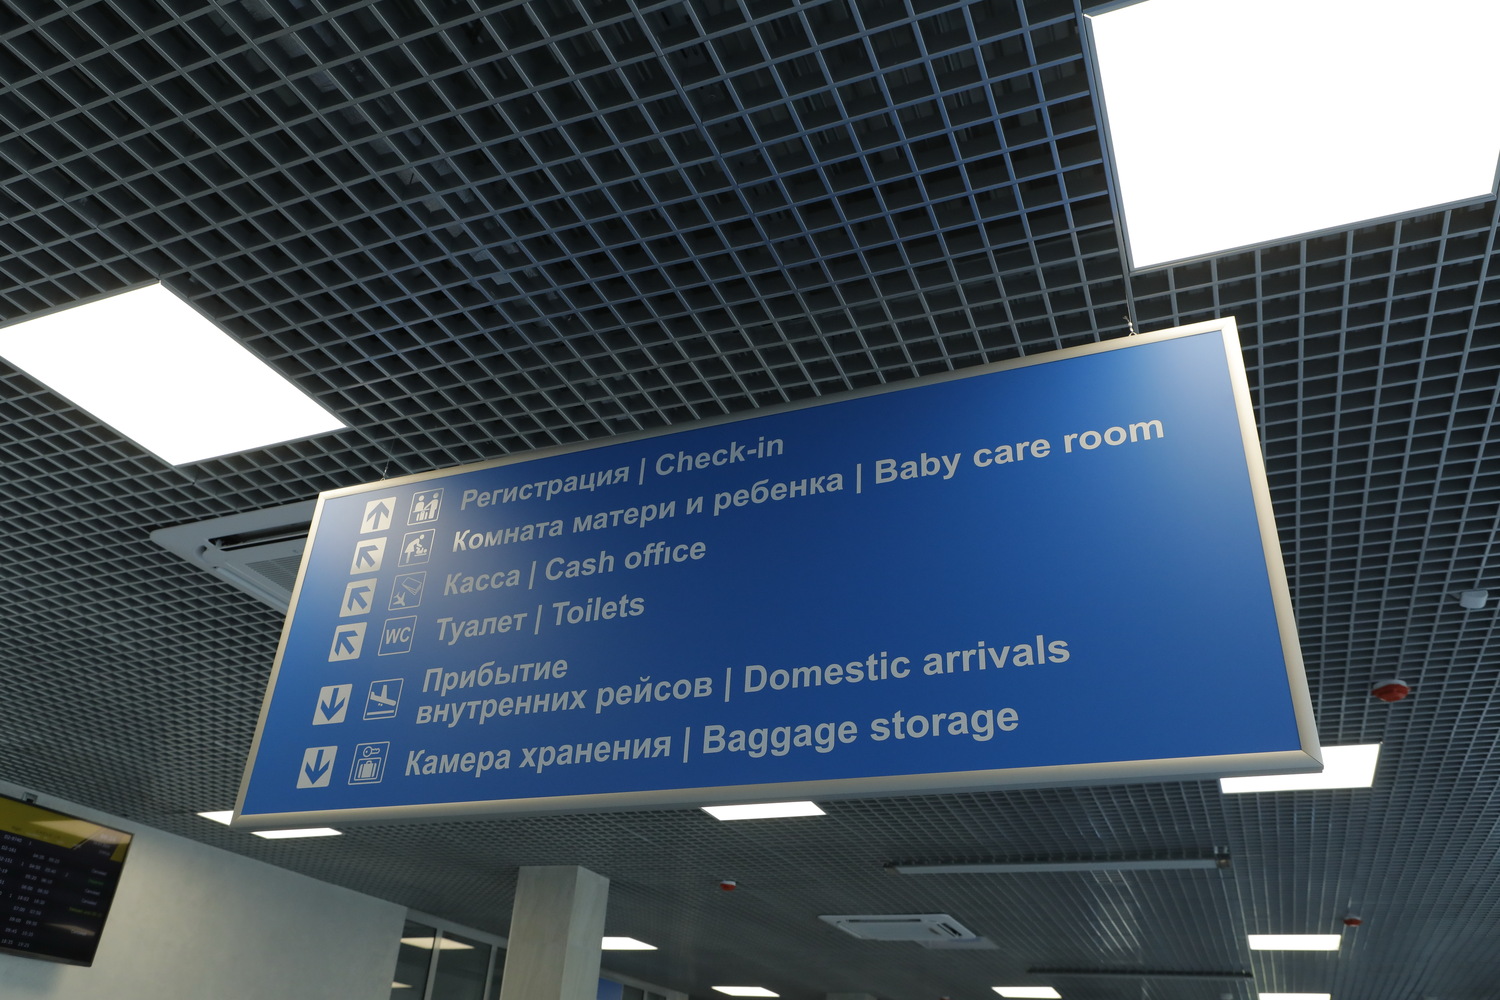 Регистрация | Check-in
Комната матери и ребенка | Baby care room
Касса | Cash office
WC Туалет | Toilets
Прибытие
внутренних рейсов | Domestic arrivals
Камера хранения | Baggage storage